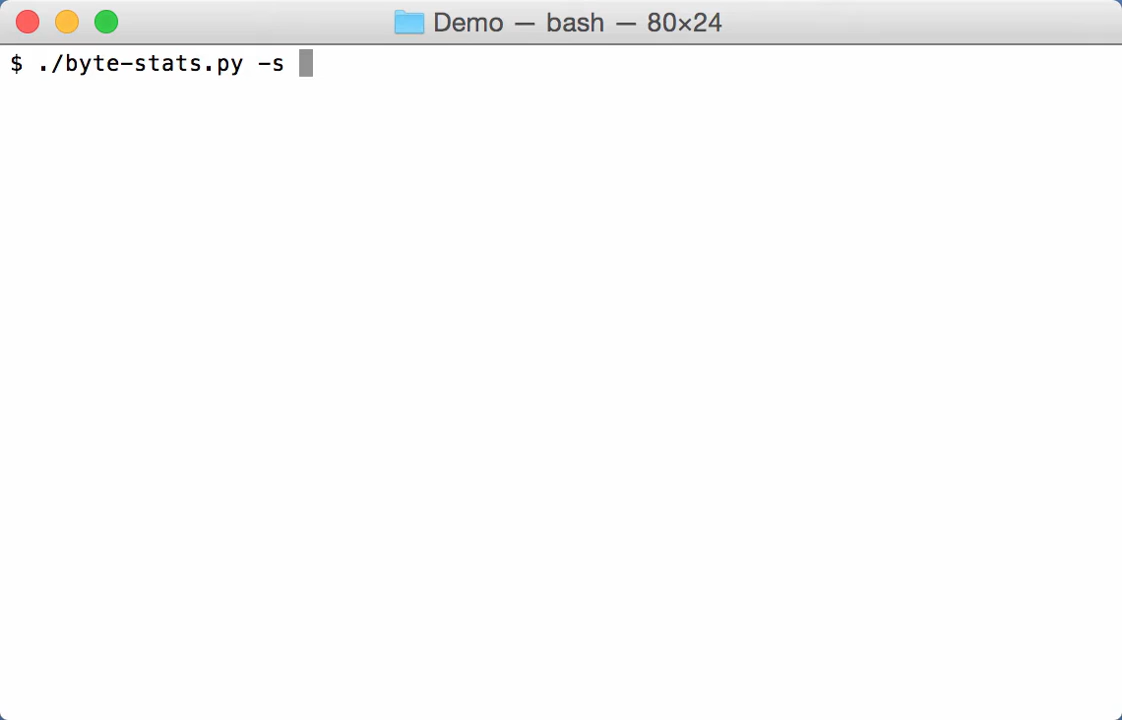 Demo — bash — 80×24
$ ./byte-stats.py -s